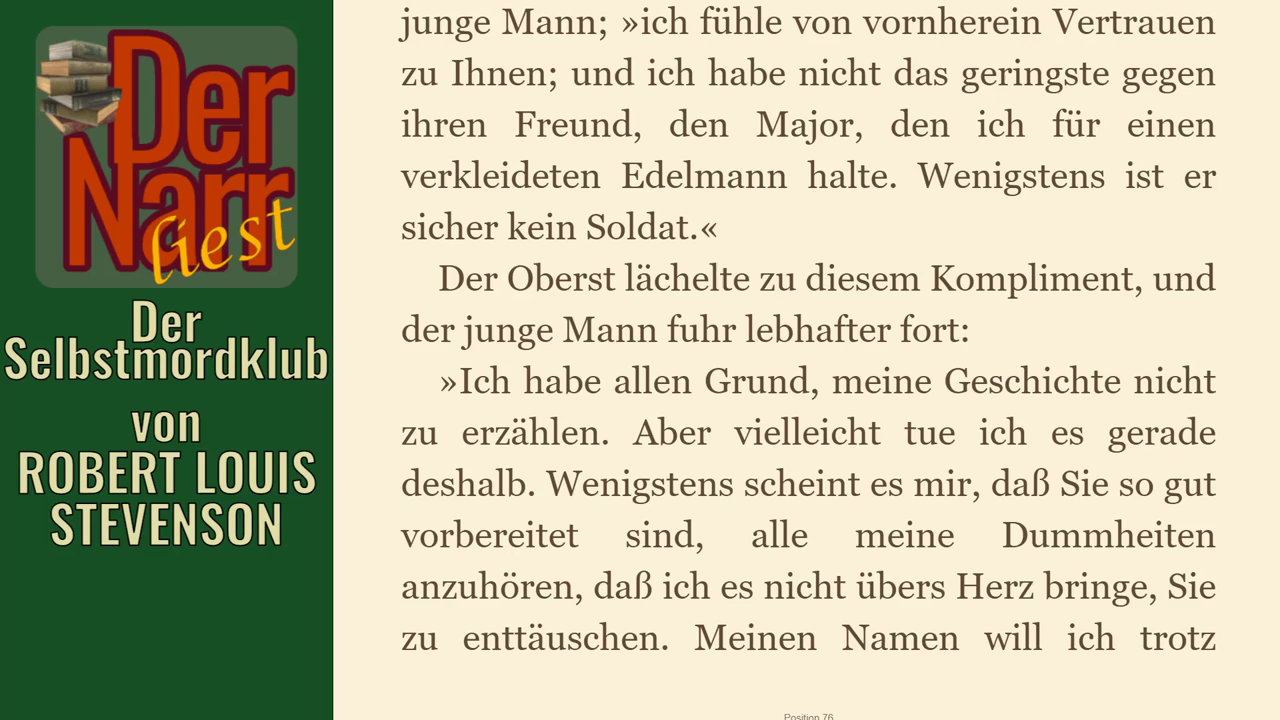 Der
Narr
liest
Der
Selbstmordklub
von
ROBERT LOUIS
STEVENSON
junge Mann; »ich fühle von vornherein Vertrauen
zu Ihnen; und ich habe nicht das geringste gegen
ihren Freund, den Major, den ich für einen
verkleideten Edelmann halte. Wenigstens ist er
sicher kein Soldat.«
Der Oberst lächelte zu diesem Kompliment, und
der junge Mann fuhr lebhafter fort:
»Ich habe allen Grund, meine Geschichte nicht
zu erzählen. Aber vielleicht tue ich es gerade
deshalb. Wenigstens scheint es mir, daß Sie so gut
vorbereitet sind, alle meine Dummheiten
anzuhören, daß ich es nicht übers Herz bringe, Sie
zu enttäuschen. Meinen Namen will ich trotz
Position 76